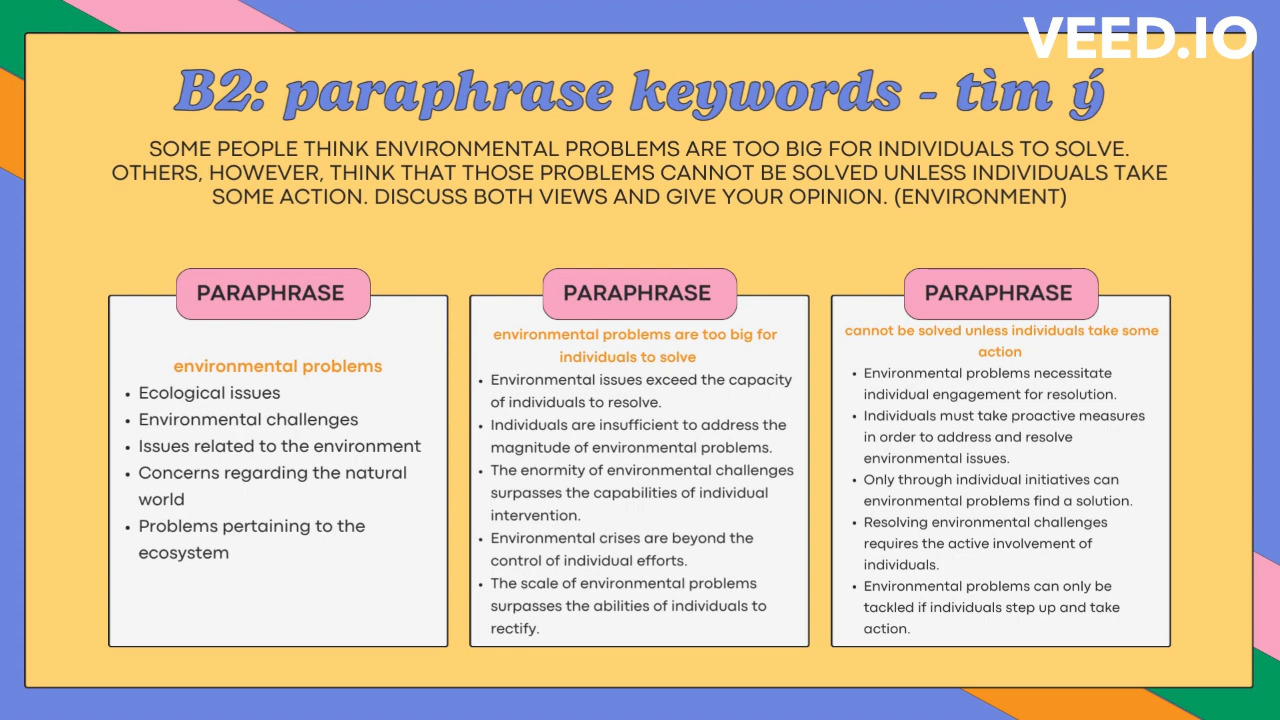 VEED.IO
B2: paraphrase keywords - tìm ý
SOME PEOPLE THINK ENVIRONMENTAL PROBLEMS ARE TOO BIG FOR INDIVIDUALS TO SOLVE.
OTHERS, HOWEVER, THINK THAT THOSE PROBLEMS CANNOT BE SOLVED UNLESS INDIVIDUALS TAKE
SOME ACTION. DISCUSS BOTH VIEWS AND GIVE YOUR OPINION. (ENVIRONMENT)
PARAPHRASE
environmental problems
• Ecological issues
• Environmental challenges
• Issues related to the environment
• Concerns regarding the natural
world
• Problems pertaining to the
ecosystem
PARAPHRASE
environmental problems are too big for
individuals to solve
• Environmental issues exceed the capacity
of individuals to resolve.
• Individuals are insufficient to address the
magnitude of environmental problems.
• The enormity of environmental challenges
surpasses the capabilities of individual
intervention.
• Environmental crises are beyond the
control of individual efforts.
• The scale of environmental problems
surpasses the abilities of individuals to
rectify.
PARAPHRASE
cannot be solved unless individuals take some
action
• Environmental problems necessitate
individual engagement for resolution.
• Individuals must take proactive measures
in order to address and resolve
environmental issues.
• Only through individual initiatives can
environmental problems find a solution.
• Resolving environmental challenges
requires the active involvement of
individuals.
• Environmental problems can only be
tackled if individuals step up and take
action.